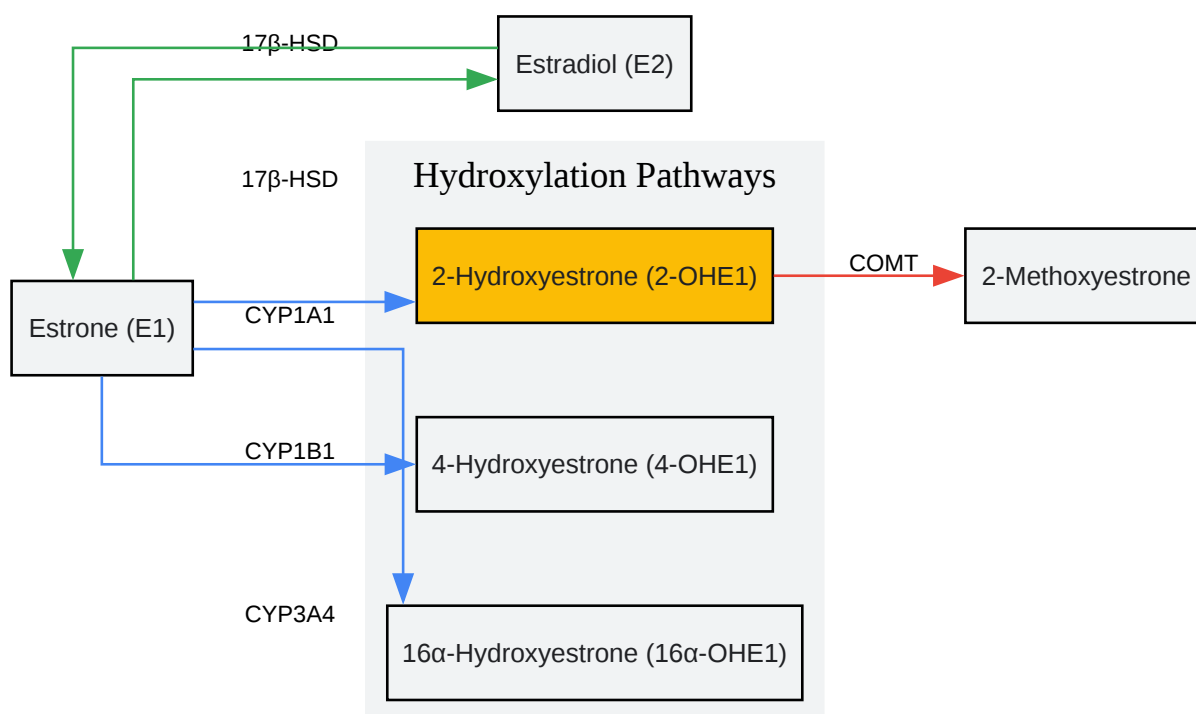 17β-HSD
Estradiol (E2)
17β-HSD
Hydroxylation Pathways
2-Hydroxyestrone (2-OHE1)
COMT
2-Methoxyestrone
Estrone (E1)
CYP1A1
CYP1B1
4-Hydroxyestrone (4-OHE1)
CYP3A4
16α-Hydroxyestrone (16α-OHE1)